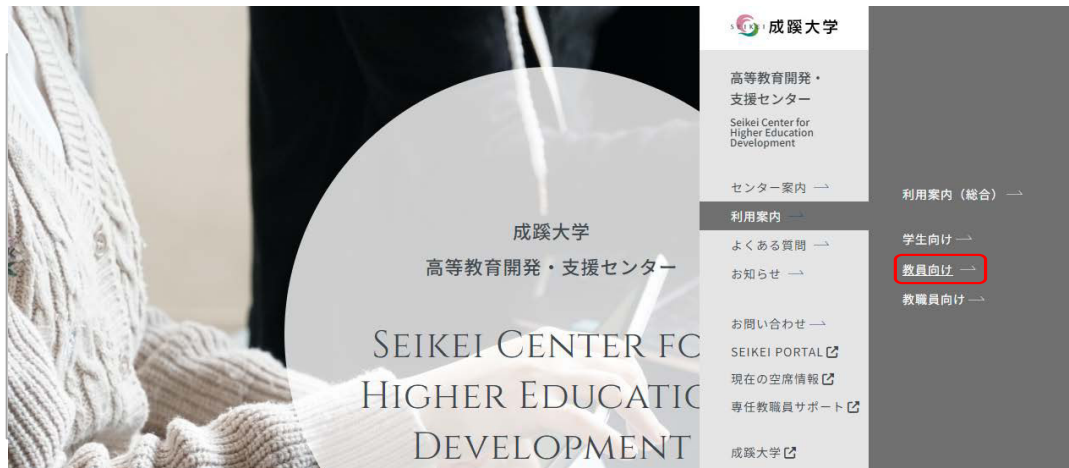 成蹊大学
高等教育開発・支援センター
SEIKEI CENTER FO
HIGHER EDUCATIO
DEVELOPMENT
SEIKEI 成蹊大学
高等教育開発・
支援センター
Seikei Center for
Higher Education
Development
センター案内
利用案内
よくある質問
お知らせ
お問い合わせ
SEIKEI PORTAL
現在の空席情報
専任教職員サポート
成蹊大学
利用案内（総合）
学生向け
教員向け
教職員向け